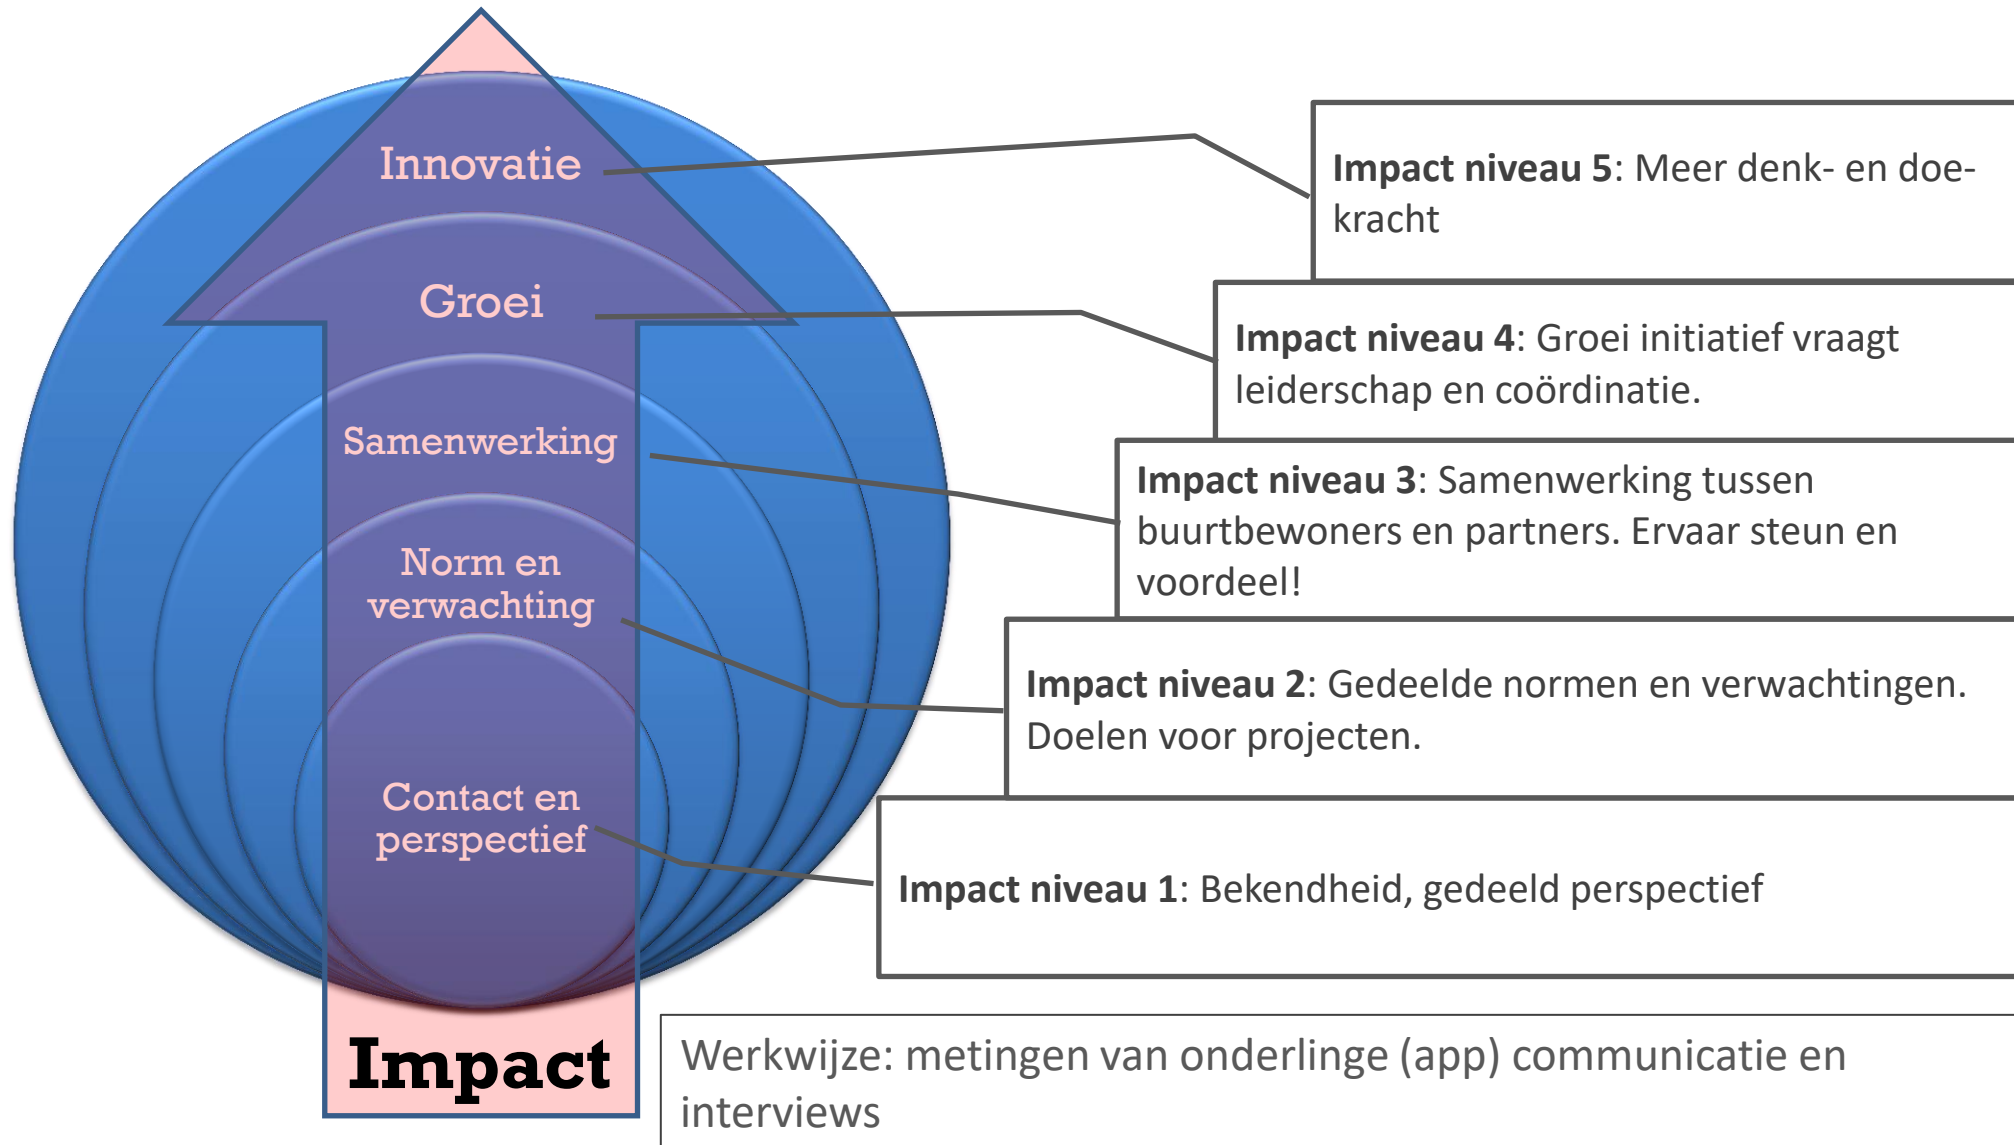 Innovatie
Groei
Samenwerking
Norm en
verwachting
Contact en
perspectief
Impact
Impact niveau 5: Meer denk- en doe-
kracht
Impact niveau 4: Groei initiatief vraagt
leiderschap en coördinatie.
Impact niveau 3: Samenwerking tussen
buurtbewoners en partners. Ervaar steun en
voordeel!
Impact niveau 2: Gedeelde normen en verwachtingen.
Doelen voor projecten.
Impact niveau 1: Bekendheid, gedeeld perspectief
Werkwijze: metingen van onderlinge (app) communicatie en
interviews